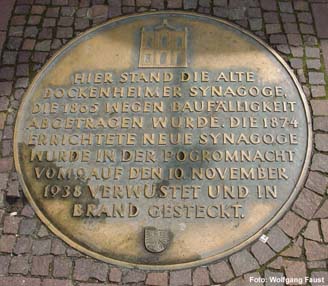 HIER STAND DIE ALTE
BOCKENHEIMER SYNAGOGE,
DIE 1865 WEGEN BAUFÄLLIGKEIT
ABGETRAGEN WURDE. DIE 1874
ERRICHTETE NEUE SYNAGOGE
WURDE IN DER POGROMNACHT
VOM 9. AUF DEN 10. NOVEMBER
1938 VERWÜSTET UND IN
BRAND GESTECKT.
Foto: Wolfgang Faust